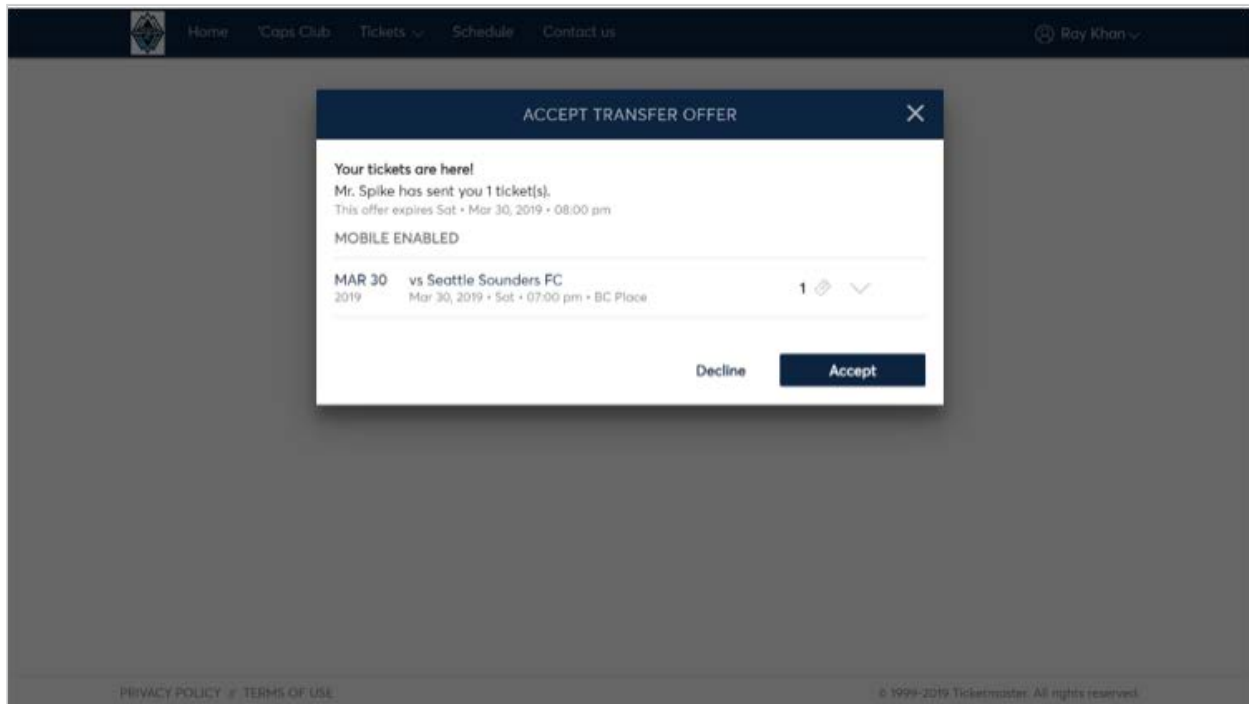 Home 'Caps Club Tickets Schedule Contact us Ray Khan
ACCEPT TRANSFER OFFER
Your tickets are here!
Mr. Spike has sent you 1 ticket(s).
This offer expires Sat • Mar 30, 2019 • 08:00 pm
MOBILE ENABLED
MAR 30 vs Seattle Sounders FC 1
2019 Mar 30, 2019 • Sat • 07:00 pm • BC Place
Decline Accept
PRIVACY POLICY // TERMS OF USE © 1999-2019 Ticketmaster. All rights reserved.